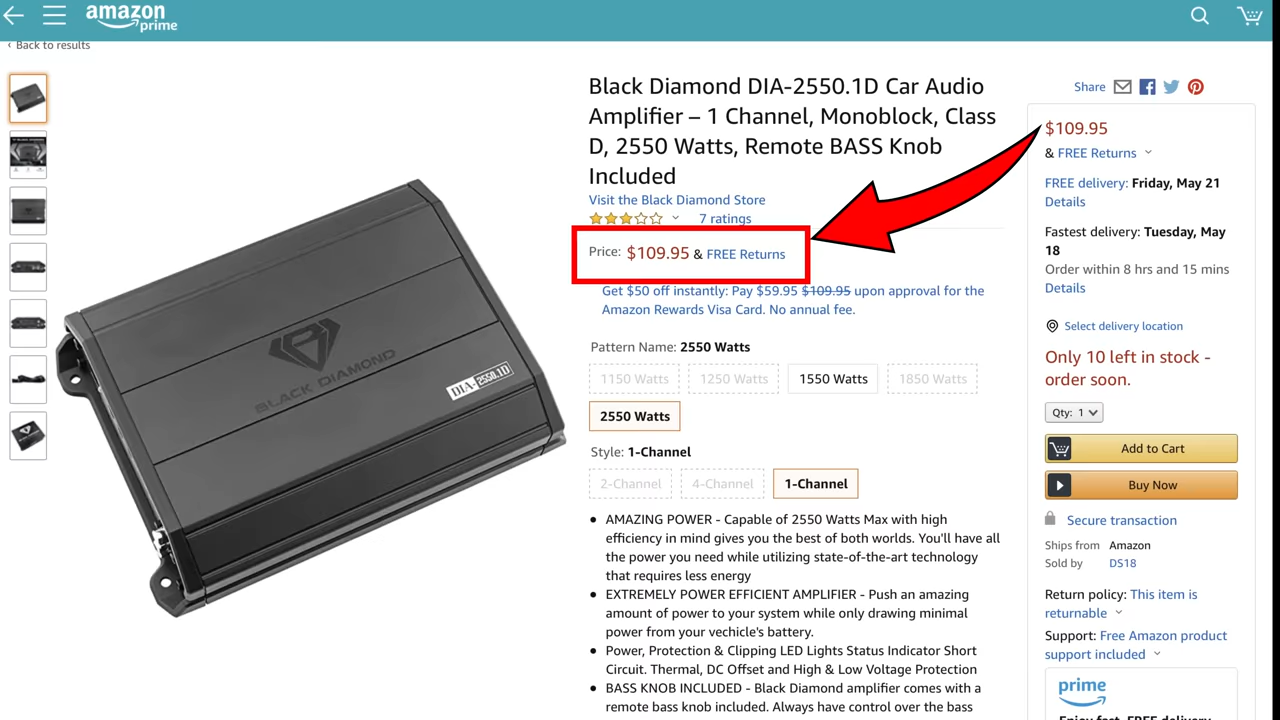 amazon
prime
‹ Back to results
Black Diamond DIA-2550.1D Car Audio
Amplifier – 1 Channel, Monoblock, Class
D, 2550 Watts, Remote BASS Knob
Included
Visit the Black Diamond Store
7 ratings
Price: $109.95 & FREE Returns
Get $50 off instantly: Pay $59.95 $109.95 upon approval for the
Amazon Rewards Visa Card. No annual fee.
Pattern Name: 2550 Watts
1150 Watts
1250 Watts
1550 Watts
1850 Watts
2550 Watts
Style: 1-Channel
2-Channel
4-Channel
1-Channel
• AMAZING POWER - Capable of 2550 Watts Max with high
efficiency in mind gives you the best of both worlds. You'll have all
the power you need while utilizing state-of-the-art technology
that requires less energy
• EXTREMELY POWER EFFICIENT AMPLIFIER - Push an amazing
amount of power to your system while only drawing minimal
power from your vechicle's battery.
• Power, Protection & Clipping LED Lights Status Indicator Short
Circuit. Thermal, DC Offset and High & Low Voltage Protection
• BASS KNOB INCLUDED - Black Diamond amplifier comes with a
remote bass knob included. Always have control over the bass
BLACK DIAMOND
DIA-2550.1D
Share
$109.95
& FREE Returns
FREE delivery: Friday, May 21
Details
Fastest delivery: Tuesday, May
18
Order within 8 hrs and 15 mins
Details
Select delivery location
Only 10 left in stock -
order soon.
Qty: 1
Add to Cart
Buy Now
Secure transaction
Ships from Amazon
Sold by DS18
Return policy: This item is
returnable
Support: Free Amazon product
support included
prime
Enjoy fast, FREE delivery,